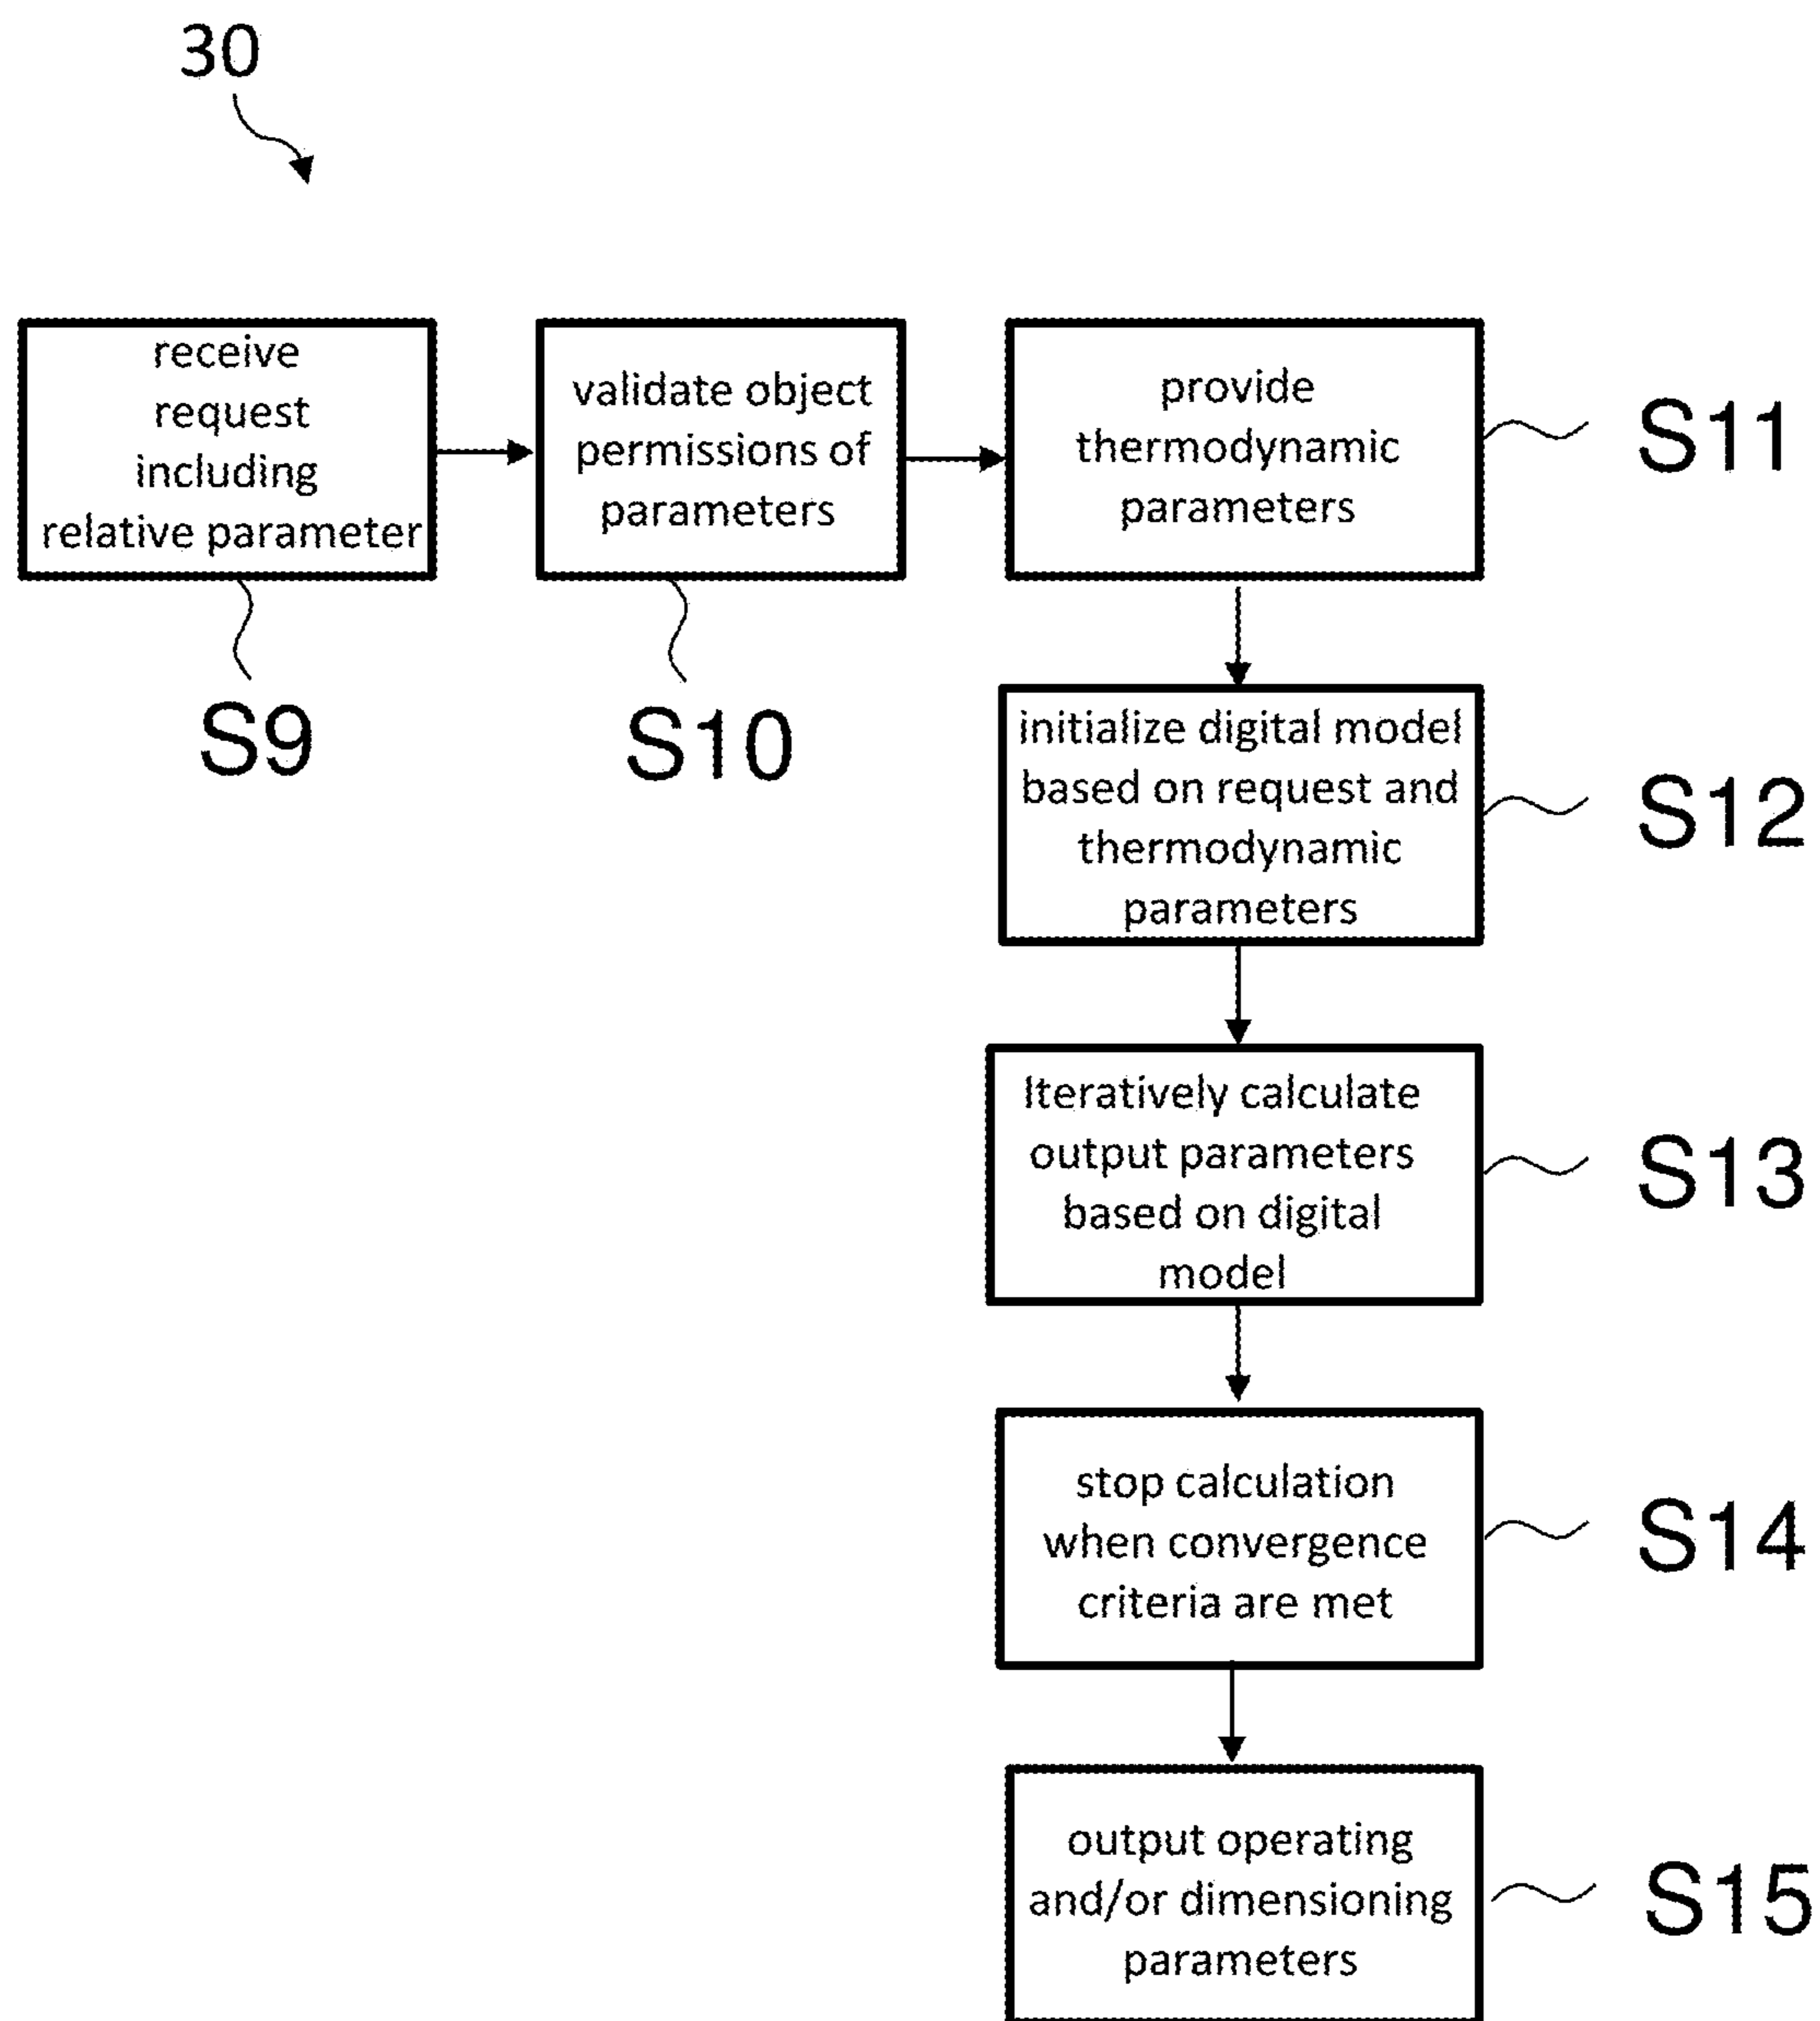 30
receive
request
including
relative parameter
S9
validate object
permissions of
parameters
S10
provide
thermodynamic
parameters
S11
initialize digital model
based on request and
thermodynamic
parameters
S12
Iteratively calculate
output parameters
based on digital
model
S13
stop calculation
when convergence
criteria are met
S14
output operating
and/or dimensioning
parameters
S15